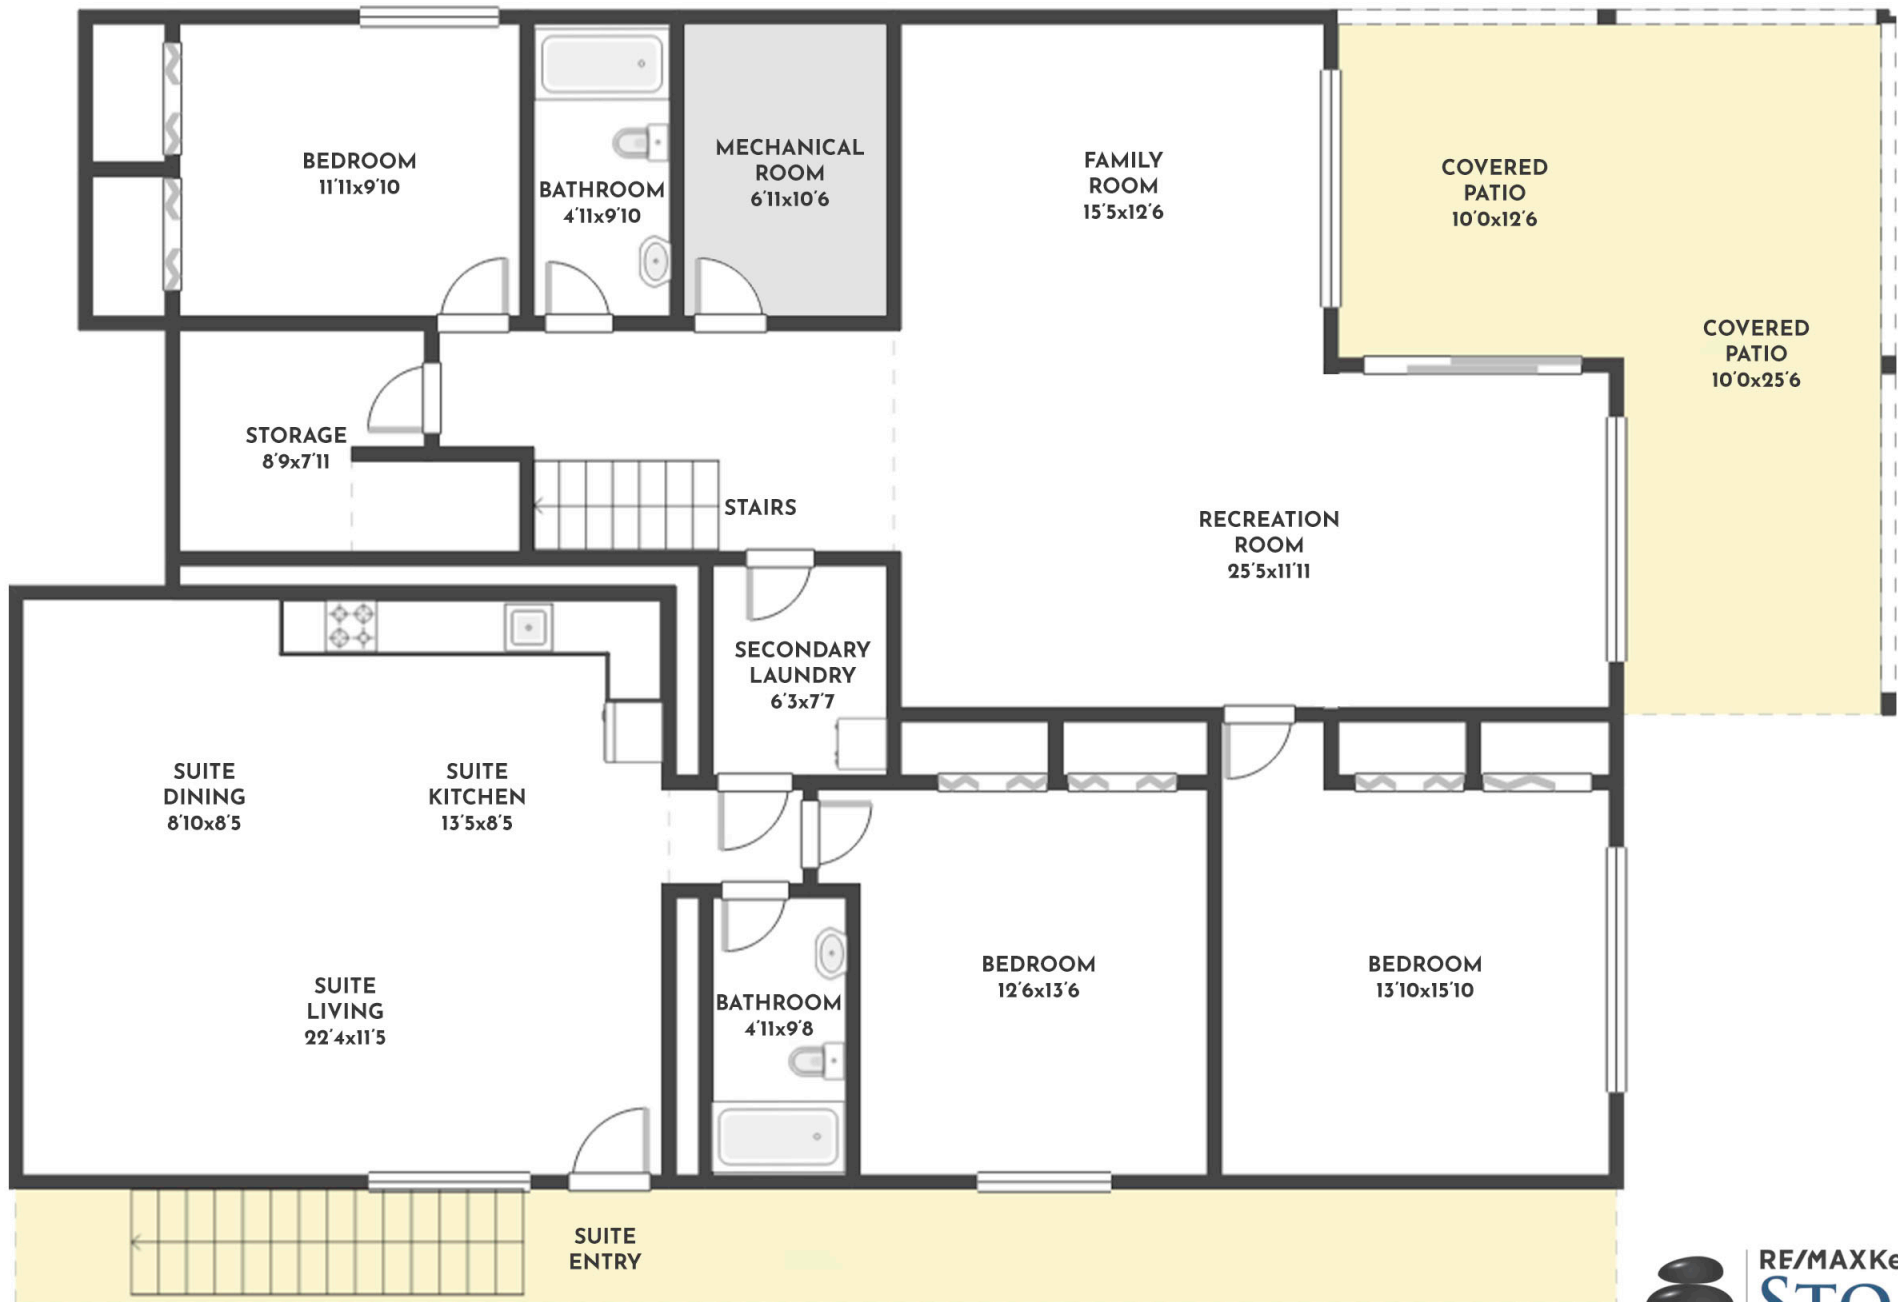 BEDROOM
11'11x9'10
BATHROOM
4'11x9'10
MECHANICAL
ROOM
6'11x10'6
FAMILY
ROOM
15'5x12'6
COVERED
PATIO
10'0x12'6
COVERED
PATIO
10'0x25'6
STORAGE
8'9x7'11
STAIRS
RECREATION
ROOM
25'5x11'11
SECONDARY
LAUNDRY
6'3x7'7
SUITE
DINING
8'10x8'5
SUITE
KITCHEN
13'5x8'5
SUITE
LIVING
22'4x11'5
BATHROOM
4'11x9'8
BEDROOM
12'6x13'6
BEDROOM
13'10x15'10
SUITE
ENTRY
RE/MAXKe
STO